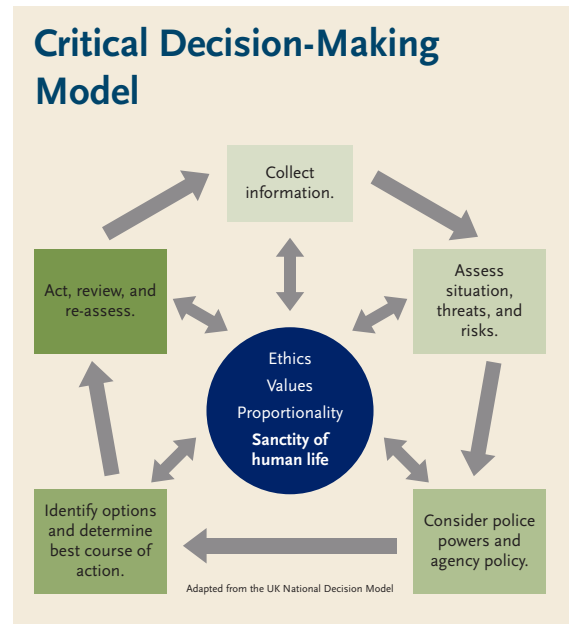 Critical Decision-Making
Model
Collect
information.
Assess
situation,
threats, and
risks.
Consider police
powers and
agency policy.
Identify options
and determine
best course of
action.
Act, review, and
re-assess.
Ethics
Values
Proportionality
Sanctity of
human life
Adapted from the UK National Decision Model